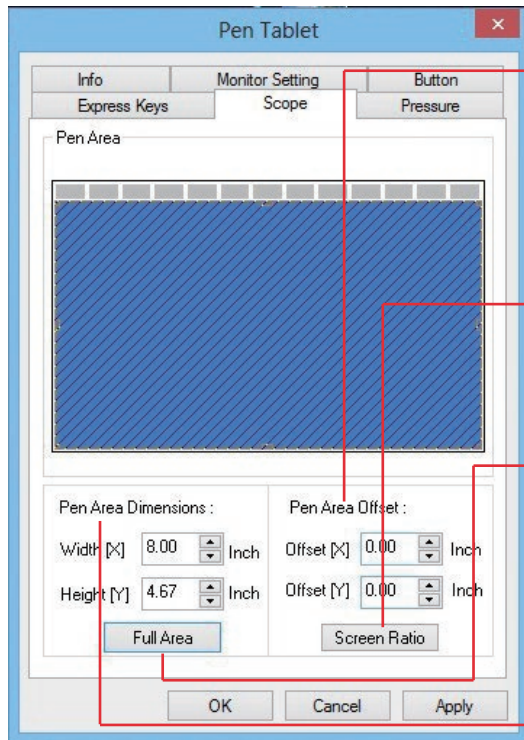 Pen Tablet
Info Monitor Setting Button
Express Keys Scope Pressure
Pen Area
Pen Area Dimensions : Pen Area Offset :
Width [X] 8.00 Inch Offset [X] 0.00 Inch
Height [Y] 4.67 Inch Offset [Y] 0.00 Inch
Full Area Screen Ratio
OK Cancel Apply